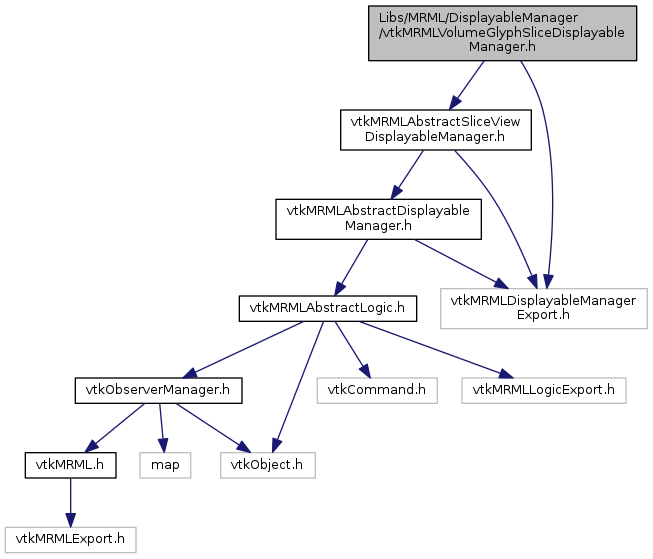 Libs/MRML/DisplayableManager
/vtkMRMLVolumeGlyphSliceDisplayable
Manager.h
vtkMRMLAbstractSliceView
DisplayableManager.h
vtkMRMLAbstractDisplayable
Manager.h
vtkMRMLDisplayableManager
Export.h
vtkMRMLAbstractLogic.h
vtkObserverManager.h
vtkCommand.h
vtkMRMLLogicExport.h
vtkMRML.h
map
vtkObject.h
vtkMRMLExport.h